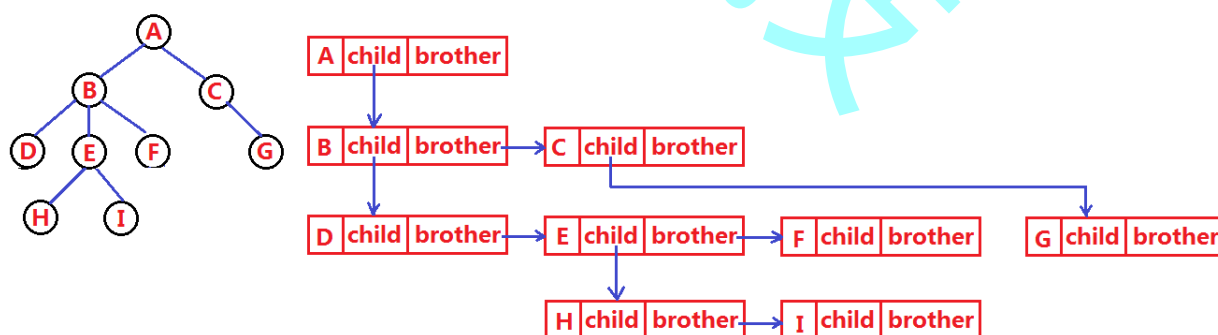 A
B
C
D
E
F
G
H
I
A child brother
B child brother
C child brother
D child brother
E child brother
F child brother
G child brother
H child brother
I child brother